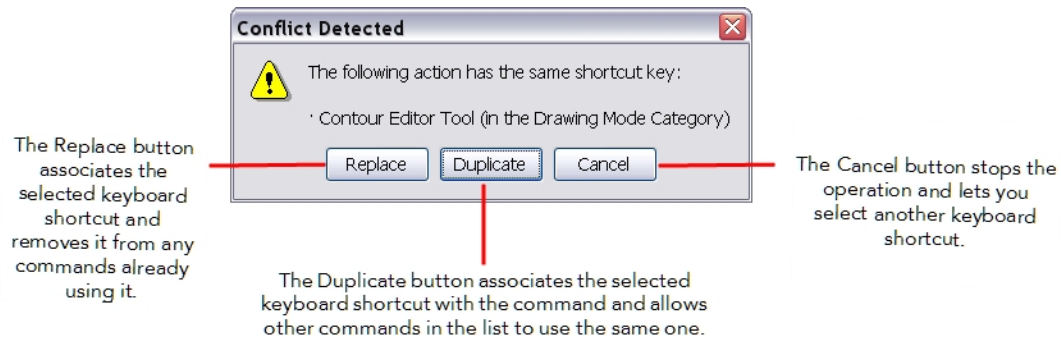 Conflict Detected
The following action has the same shortcut key:
· Contour Editor Tool (in the Drawing Mode Category)
Replace Duplicate Cancel
The Replace button
associates the
selected keyboard
shortcut and
removes it from any
commands already
using it.
The Duplicate button associates the selected
keyboard shortcut with the command and allows
other commands in the list to use the same one.
The Cancel button stops the
operation and lets you
select another keyboard
shortcut.